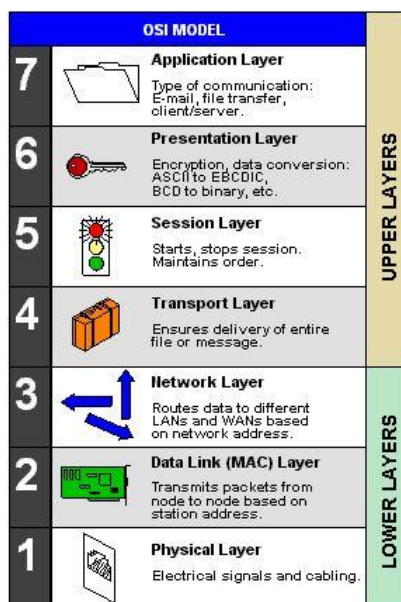 OSI MODEL
7
Application Layer
Type of communication:
E-mail, file transfer,
client/server.
6
Presentation Layer
Encryption, data conversion:
ASCII to EBCDIC,
BCD to binary, etc.
5
Session Layer
Starts, stops session.
Maintains order.
4
Transport Layer
Ensures delivery of entire
file or message.
UPPER LAYERS
3
Network Layer
Routes data to different
LANs and WANs based
on network address.
2
Data Link (MAC) Layer
Transmits packets from
node to node based on
station address.
1
Physical Layer
Electrical signals and cabling.
LOWER LAYERS